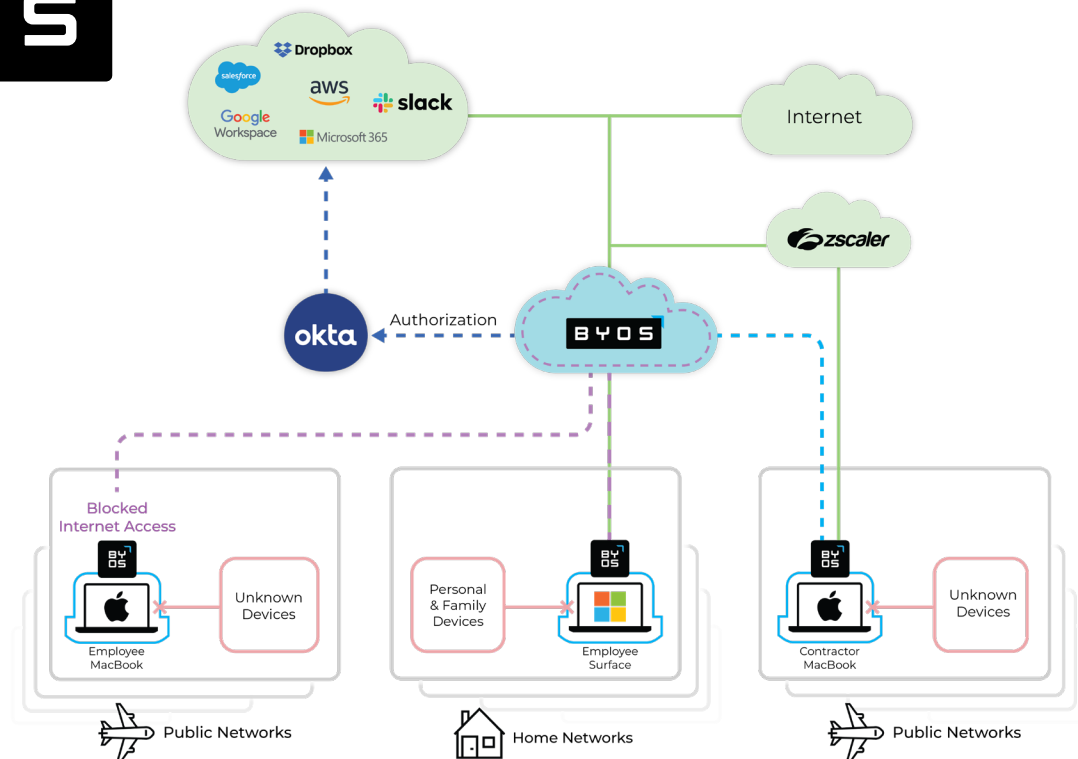 S
Dropbox
salesforce
aws
slack
Google
Workspace
Microsoft 365
Internet
zscaler
okta
Authorization
BYOS
Blocked
Internet Access
BY
OS
Unknown
Devices
Employee
MacBook
Public Networks
Personal
& Family
Devices
BY
OS
Employee
Surface
Home Networks
BY
OS
Unknown
Devices
Contractor
MacBook
Public Networks